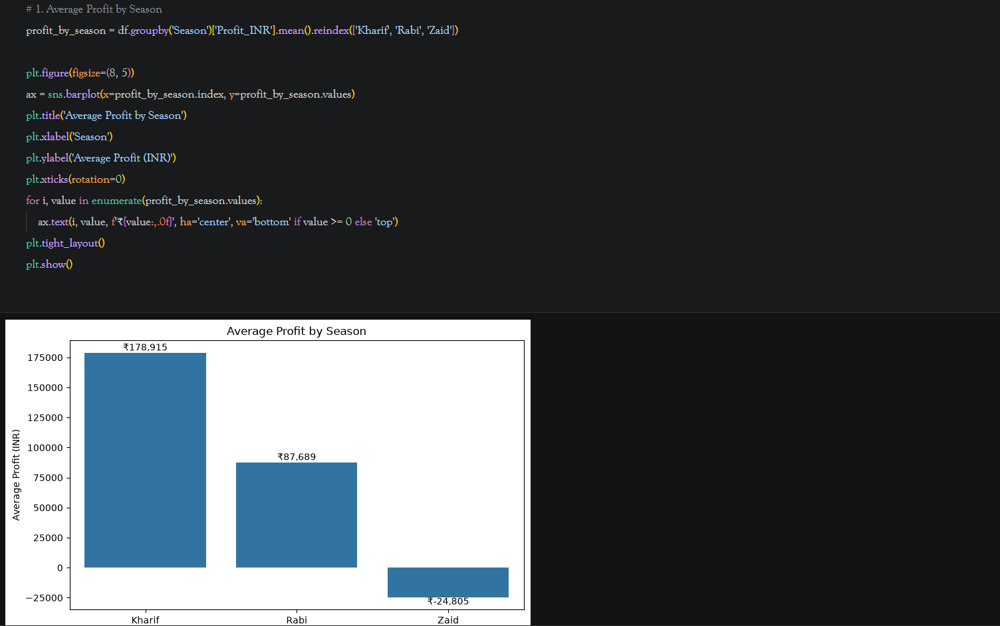 # 1. Average Profit by Season
profit_by_season = df.groupby('Season')['Profit_INR'].mean().reindex(['Kharif', 'Rabi', 'Zaid'])
plt.figure(figsize=(8, 5))
ax = sns.barplot(x=profit_by_season.index, y=profit_by_season.values)
plt.title('Average Profit by Season')
plt.xlabel('Season')
plt.ylabel('Average Profit (INR)')
plt.xticks(rotation=0)
for i, value in enumerate(profit_by_season.values):
    ax.text(i, value, f'₹{value:,.0f}', ha='center', va='bottom' if value >= 0 else 'top')
plt.tight_layout()
plt.show()
Average Profit by Season
₹178,915
175000
150000
125000
100000
₹87,689
75000
50000
25000
0
−25000
₹-24,805
Average Profit (INR)
Kharif
Rabi
Zaid